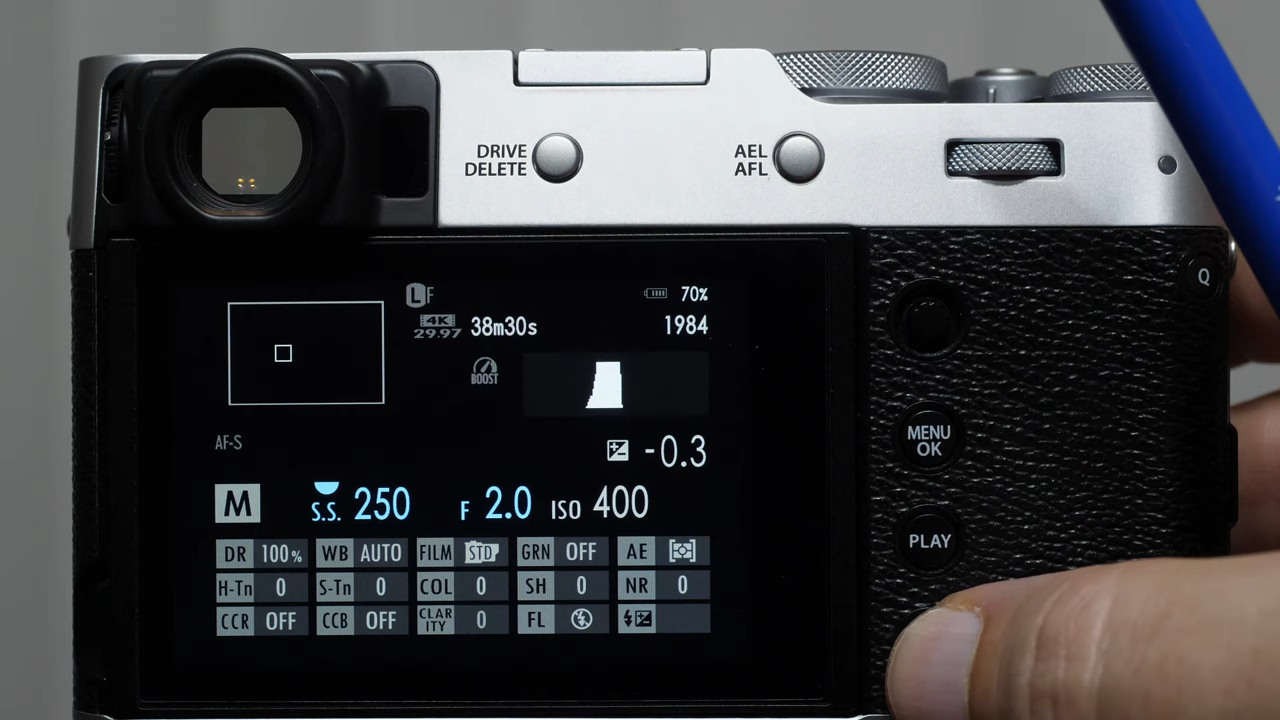 DRIVE
DELETE
AEL
AFL
Q
L F
70%
4K
29.97
38m30s
1984
BOOST
AF-S
-0.3
M
S.S. 250
F 2.0
ISO 400
DR 100% WB AUTO FILM STD GRN OFF AE
H-Tn 0 S-Tn 0 COL 0 SH 0 NR 0
CCR OFF CCB OFF CLAR
ITY 0 FL
MENU
OK
PLAY